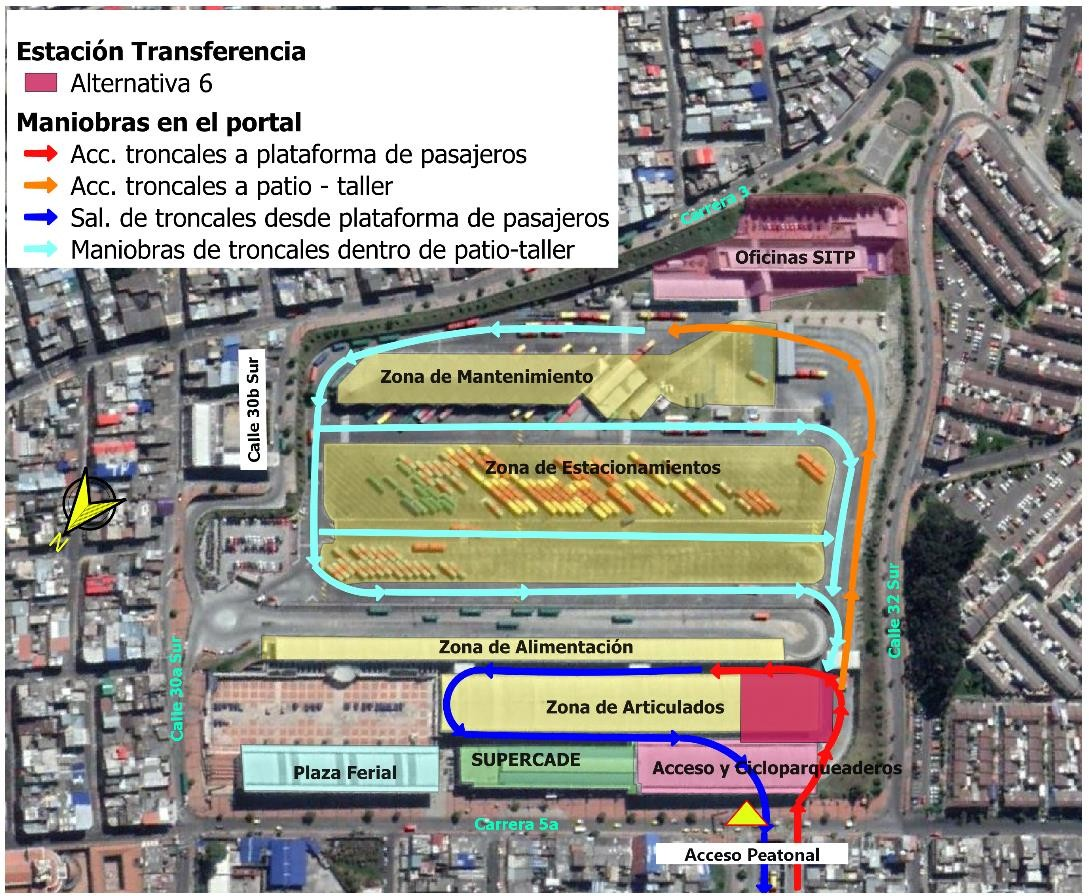 Estación Transferencia
Alternativa 6
Maniobras en el portal
Acc. troncales a plataforma de pasajeros
Acc. troncales a patio - taller
Sal. de troncales desde plataforma de pasajeros
Maniobras de troncales dentro de patio-taller
Carrera 3
Oficinas SITP
Calle 30b Sur
Zona de Mantenimiento
Zona de Estacionamientos
N
Calle 32 Sur
Calle 30a Sur
Zona de Alimentación
Zona de Articulados
SUPERCADE
Plaza Ferial
Acceso y Cicloparqueaderos
Carrera 5a
Acceso Peatonal